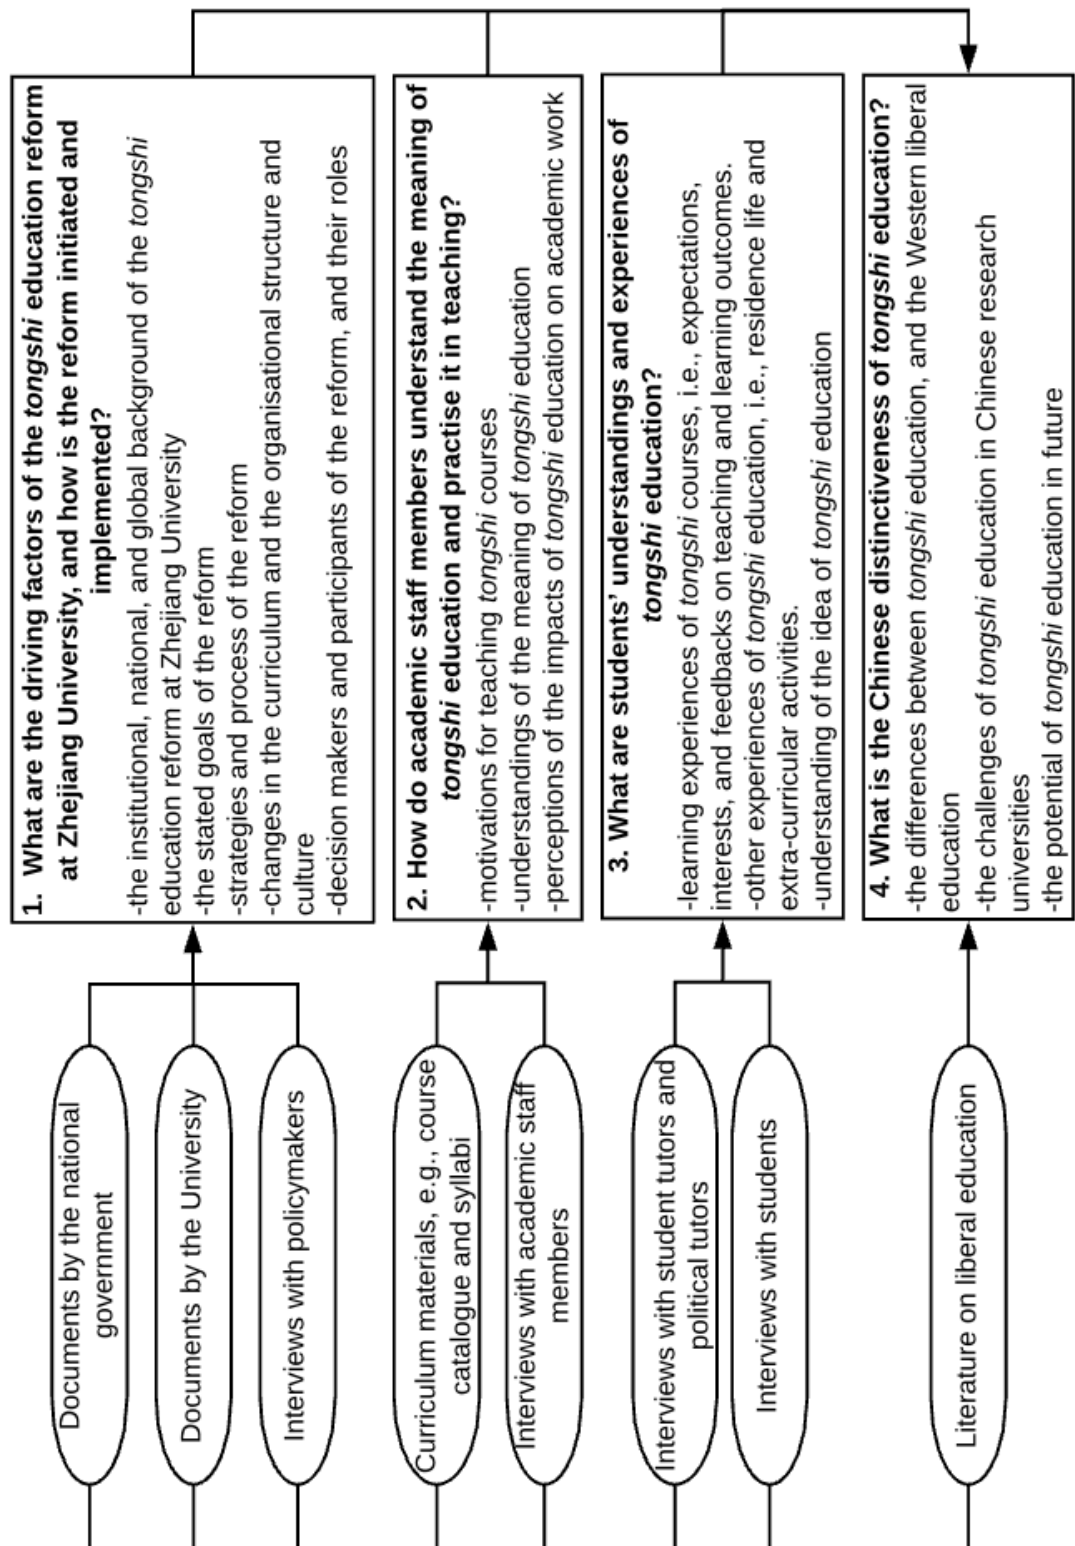 Documents by the national
government
Documents by the University
Interviews with policymakers
1. What are the driving factors of the tongshi education reform
at Zhejiang University, and how is the reform initiated and
implemented?
-the institutional, national, and global background of the tongshi
education reform at Zhejiang University
-the stated goals of the reform
-strategies and process of the reform
-changes in the curriculum and the organisational structure and
culture
-decision makers and participants of the reform, and their roles
Curriculum materials, e.g., course
catalogue and syllabi
Interviews with academic staff
members
2. How do academic staff members understand the meaning of
tongshi education and practise it in teaching?
-motivations for teaching tongshi courses
-understandings of the meaning of tongshi education
-perceptions of the impacts of tongshi education on academic work
Interviews with student tutors and
political tutors
Interviews with students
3. What are students' understandings and experiences of
tongshi education?
-learning experiences of tongshi courses, i.e., expectations,
interests, and feedbacks on teaching and learning outcomes.
-other experiences of tongshi education, i.e., residence life and
extra-curricular activities.
-understanding of the idea of tongshi education
Literature on liberal education
4. What is the Chinese distinctiveness of tongshi education?
-the differences between tongshi education, and the Western liberal
education
-the challenges of tongshi education in Chinese research
universities
-the potential of tongshi education in future